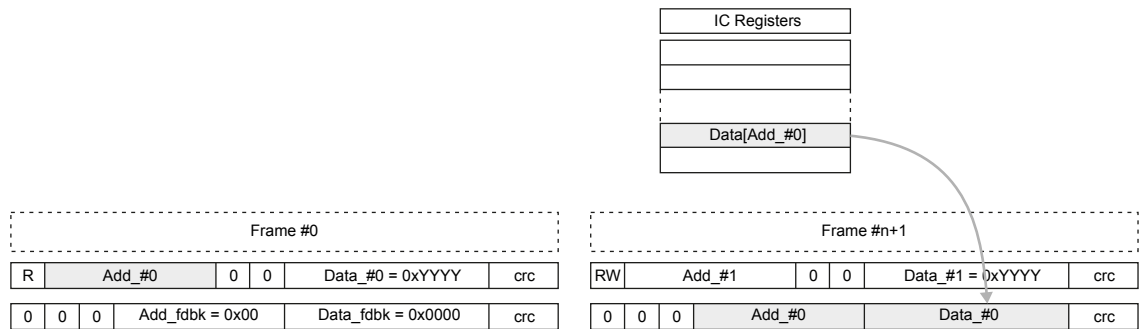 IC Registers
Data[Add_#0]
Frame #0
Frame #n+1
R Add_#0 0 0 Data_#0 = 0xYYYY crc
RW Add_#1 0 0 Data_#1 = 0xYYYY crc
0 0 0 Add_fdbk = 0x00 Data_fdbk = 0x0000 crc
0 0 0 Add_#0 Data_#0 crc